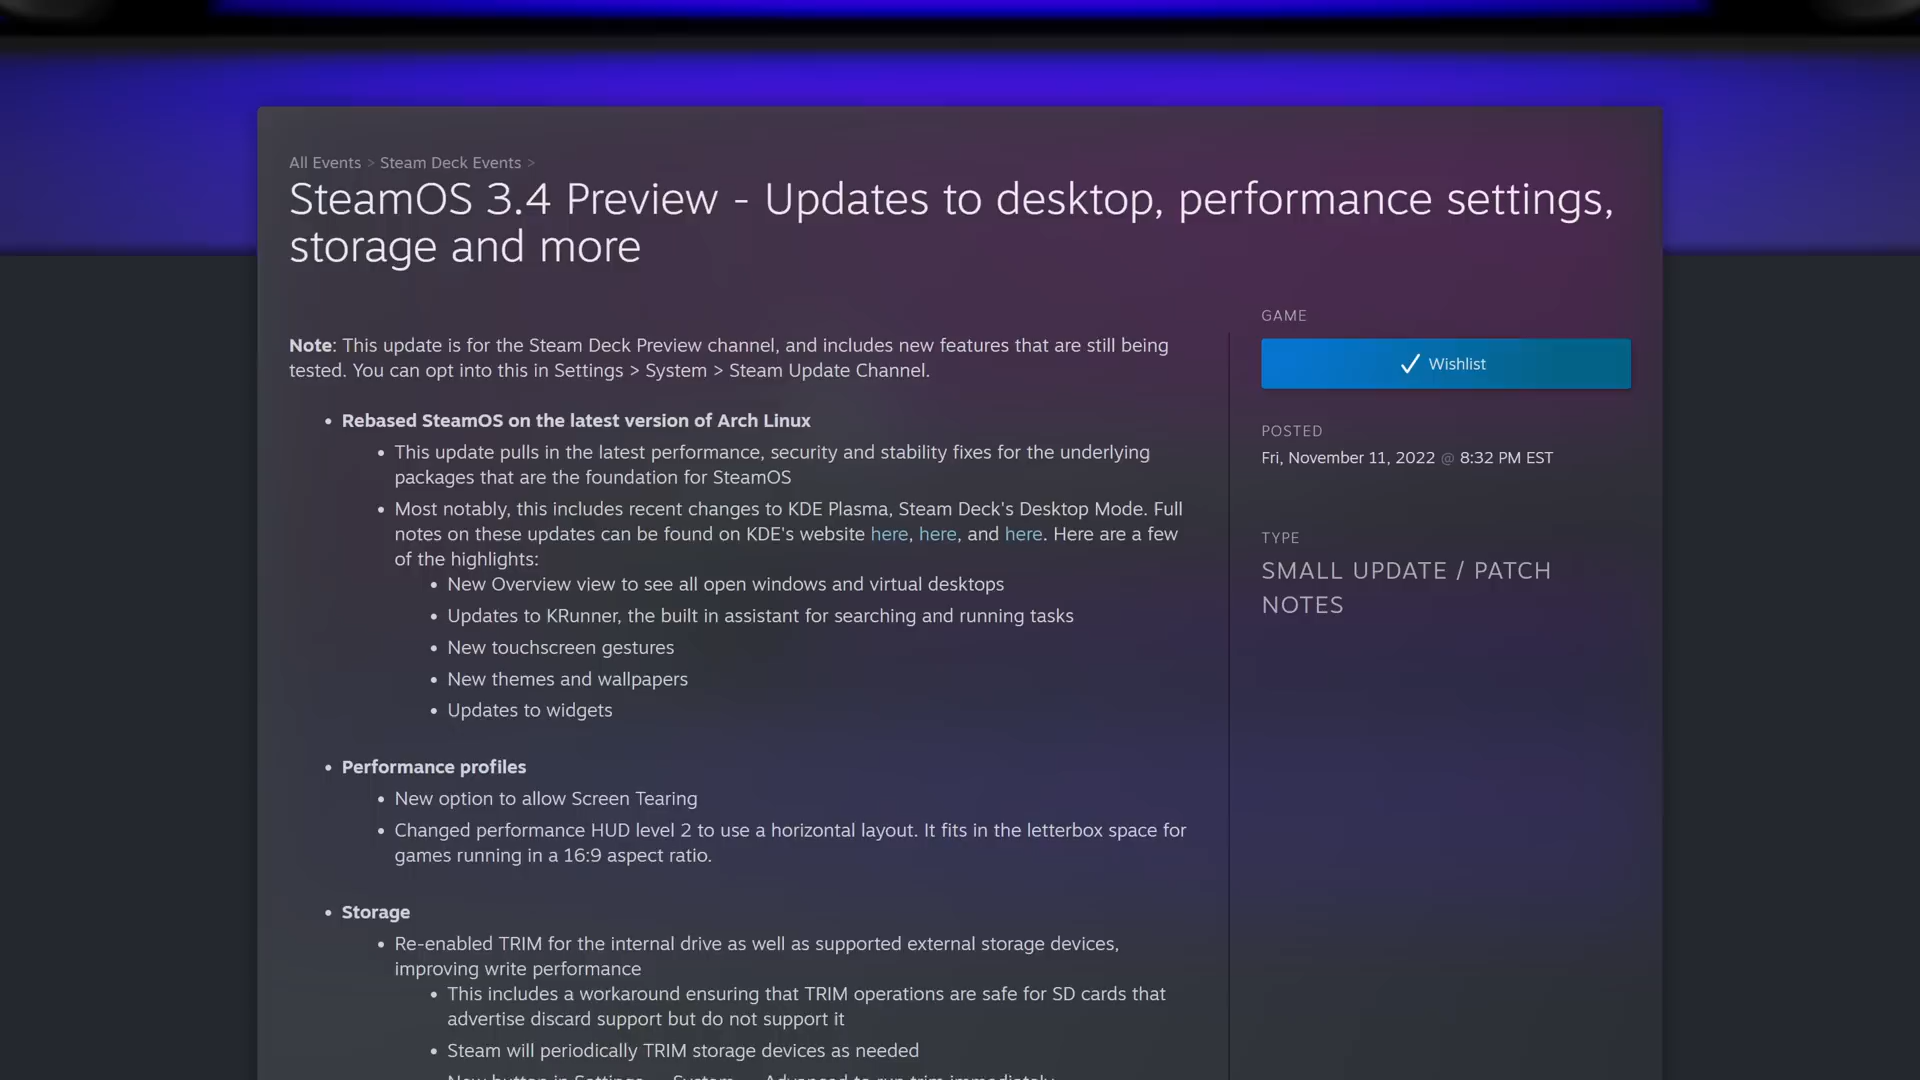 All Events > Steam Deck Events >
SteamOS 3.4 Preview - Updates to desktop, performance settings,
storage and more
Note: This update is for the Steam Deck Preview channel, and includes new features that are still being
tested. You can opt into this in Settings > System > Steam Update Channel.
• Rebased SteamOS on the latest version of Arch Linux
• This update pulls in the latest performance, security and stability fixes for the underlying
packages that are the foundation for SteamOS
• Most notably, this includes recent changes to KDE Plasma, Steam Deck's Desktop Mode. Full
notes on these updates can be found on KDE's website here, here, and here. Here are a few
of the highlights:
• New Overview view to see all open windows and virtual desktops
• Updates to KRunner, the built in assistant for searching and running tasks
• New touchscreen gestures
• New themes and wallpapers
• Updates to widgets
• Performance profiles
• New option to allow Screen Tearing
• Changed performance HUD level 2 to use a horizontal layout. It fits in the letterbox space for
games running in a 16:9 aspect ratio.
• Storage
• Re-enabled TRIM for the internal drive as well as supported external storage devices,
improving write performance
• This includes a workaround ensuring that TRIM operations are safe for SD cards that
advertise discard support but do not support it
• Steam will periodically TRIM storage devices as needed
New button in Settings System Advanced to run trim immediately
GAME
✓ Wishlist
POSTED
Fri, November 11, 2022 @ 8:32 PM EST
TYPE
SMALL UPDATE / PATCH
NOTES